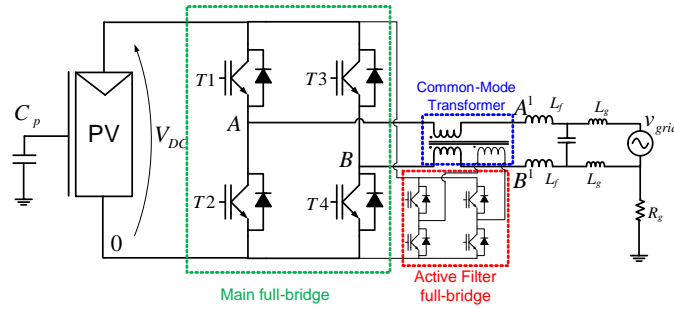 C_p
PV
V_DC
0
T1
T3
T2
T4
A
B
Common-Mode
Transformer
A^1
B^1
L_f
L_g
L_f
L_g
v_grid
R_g
Main full-bridge
Active Filter
full-bridge